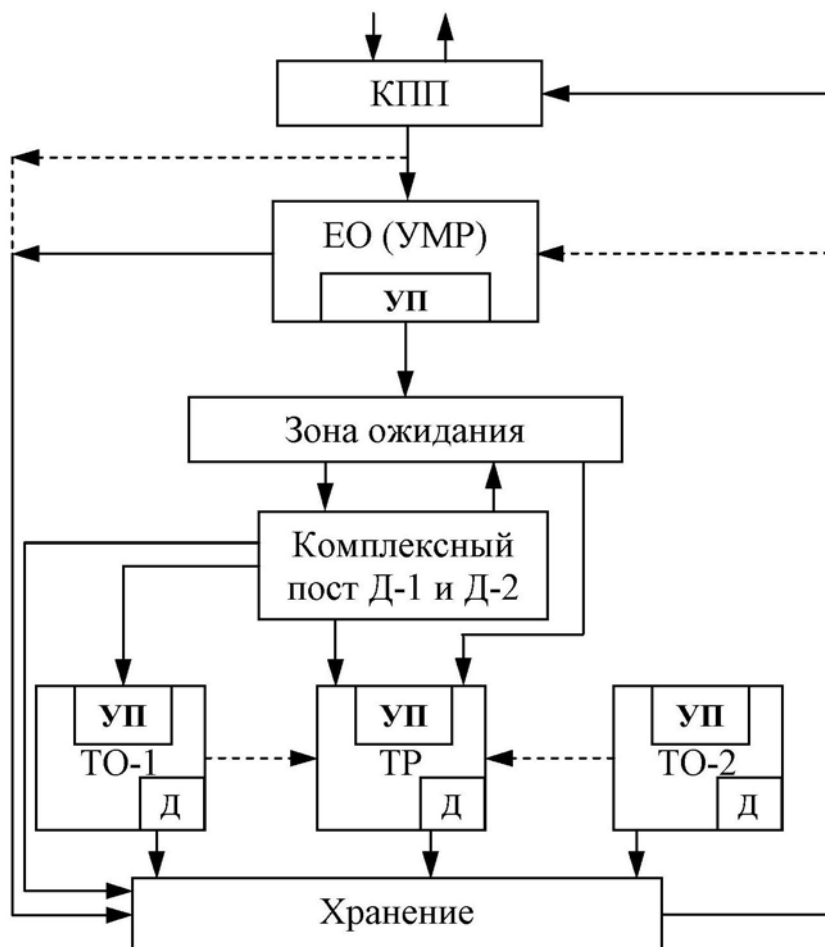 КПП
ЕО (УМР)
УП
Зона ожидания
Комплексный
пост Д-1 и Д-2
УП
УП
УП
ТО-1
ТР
ТО-2
Д
Д
Д
Хранение